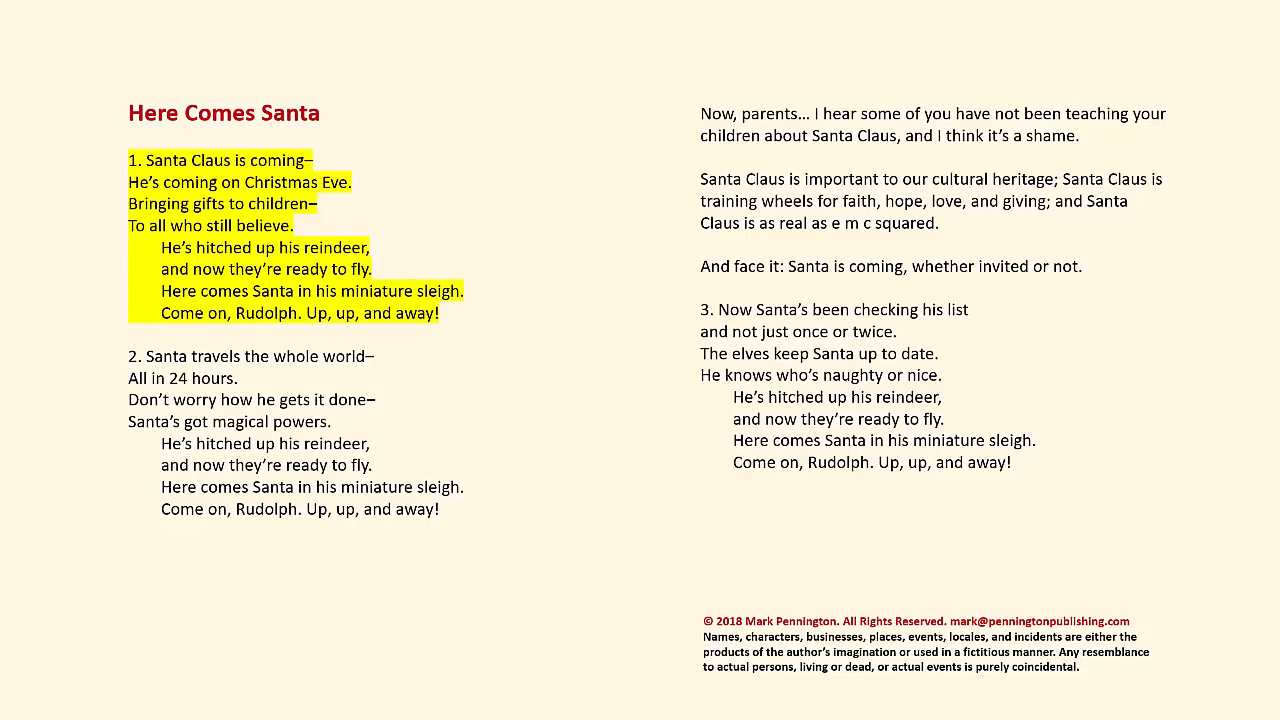 Here Comes Santa
1. Santa Claus is coming–
He’s coming on Christmas Eve.
Bringing gifts to children–
To all who still believe.
He’s hitched up his reindeer,
and now they’re ready to fly.
Here comes Santa in his miniature sleigh.
Come on, Rudolph. Up, up, and away!
2. Santa travels the whole world–
All in 24 hours.
Don’t worry how he gets it done–
Santa’s got magical powers.
He’s hitched up his reindeer,
and now they’re ready to fly.
Here comes Santa in his miniature sleigh.
Come on, Rudolph. Up, up, and away!
Now, parents… I hear some of you have not been teaching your
children about Santa Claus, and I think it’s a shame.
Santa Claus is important to our cultural heritage; Santa Claus is
training wheels for faith, hope, love, and giving; and Santa
Claus is as real as e m c squared.
And face it: Santa is coming, whether invited or not.
3. Now Santa’s been checking his list
and not just once or twice.
The elves keep Santa up to date.
He knows who’s naughty or nice.
He’s hitched up his reindeer,
and now they’re ready to fly.
Here comes Santa in his miniature sleigh.
Come on, Rudolph. Up, up, and away!
© 2018 Mark Pennington. All Rights Reserved. mark@penningtonpublishing.com
Names, characters, businesses, places, events, locales, and incidents are either the
products of the author’s imagination or used in a fictitious manner. Any resemblance
to actual persons, living or dead, or actual events is purely coincidental.